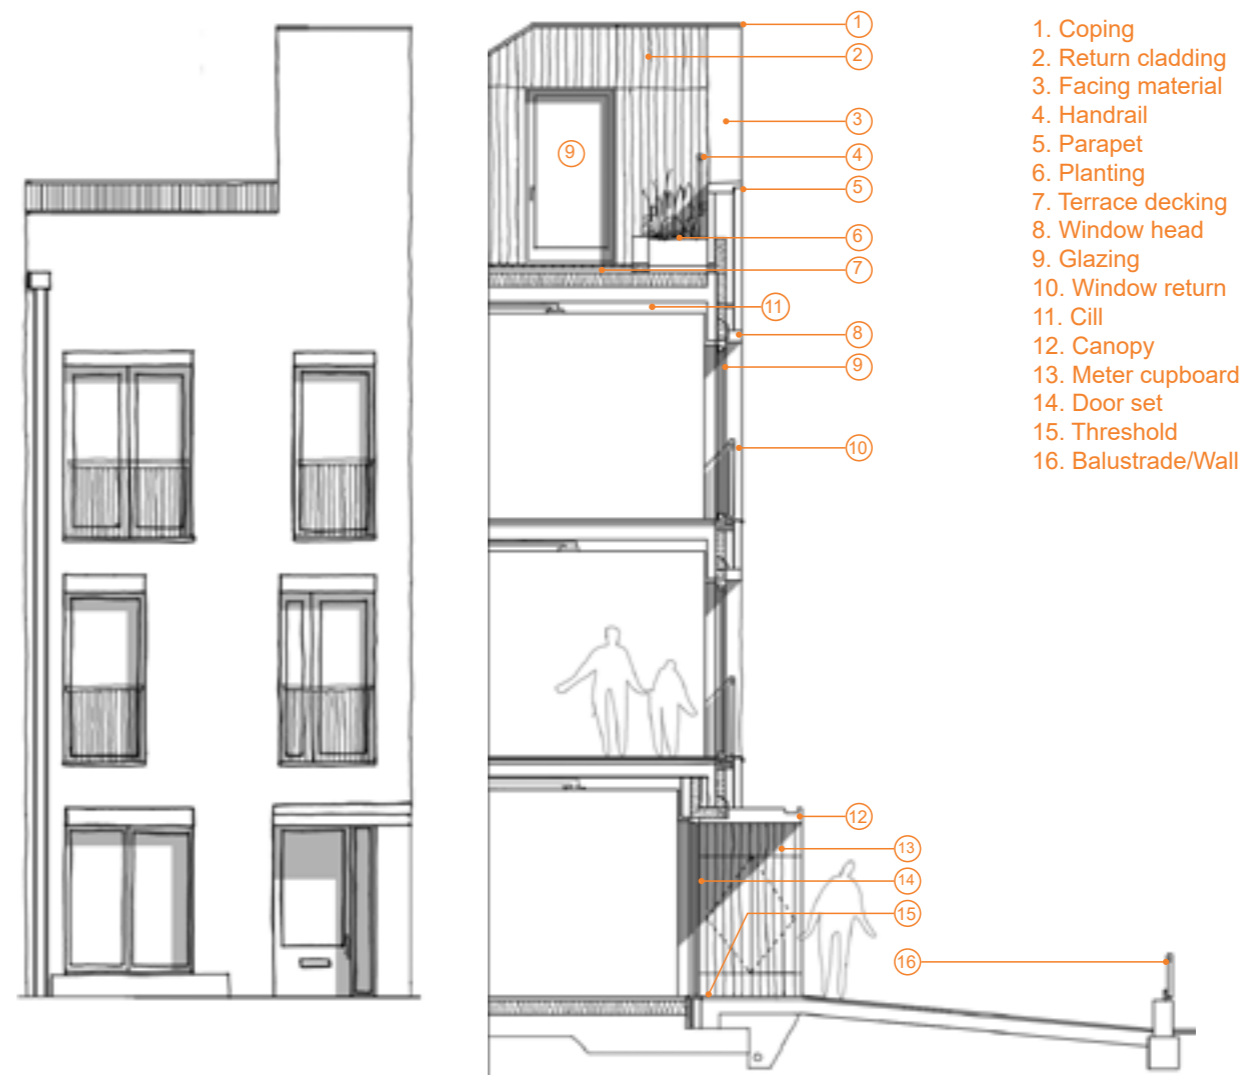 1
2
3
9
4
5
6
7
11
8
9
10
12
13
14
15
16
1. Coping
2. Return cladding
3. Facing material
4. Handrail
5. Parapet
6. Planting
7. Terrace decking
8. Window head
9. Glazing
10. Window return
11. Cill
12. Canopy
13. Meter cupboard
14. Door set
15. Threshold
16. Balustrade/Wall